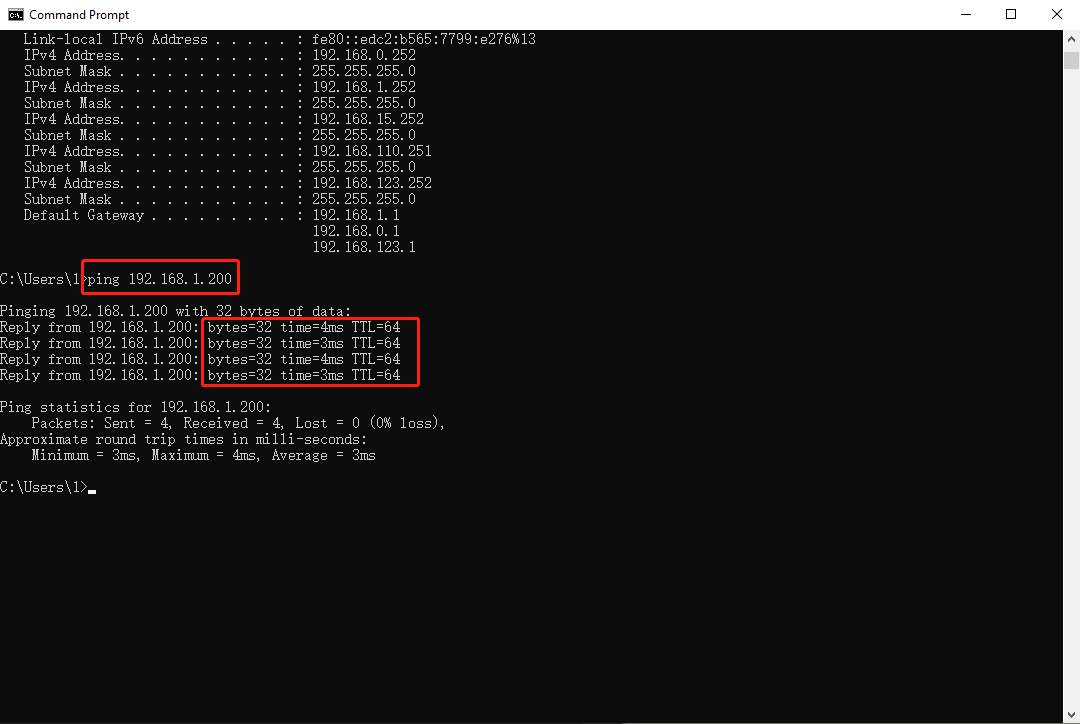 Command Prompt
Link-local IPv6 Address . . . . . : fe80::edc2:b565:7799:e276%13
IPv4 Address. . . . . . . . . . . : 192.168.0.252
Subnet Mask . . . . . . . . . . . : 255.255.255.0
IPv4 Address. . . . . . . . . . . : 192.168.1.252
Subnet Mask . . . . . . . . . . . : 255.255.255.0
IPv4 Address. . . . . . . . . . . : 192.168.15.252
Subnet Mask . . . . . . . . . . . : 255.255.255.0
IPv4 Address. . . . . . . . . . . : 192.168.110.251
Subnet Mask . . . . . . . . . . . : 255.255.255.0
IPv4 Address. . . . . . . . . . . : 192.168.123.252
Subnet Mask . . . . . . . . . . . : 255.255.255.0
Default Gateway . . . . . . . . . : 192.168.1.1
192.168.0.1
192.168.123.1
C:\Users\1>ping 192.168.1.200
Pinging 192.168.1.200 with 32 bytes of data:
Reply from 192.168.1.200: bytes=32 time=4ms TTL=64
Reply from 192.168.1.200: bytes=32 time=3ms TTL=64
Reply from 192.168.1.200: bytes=32 time=4ms TTL=64
Reply from 192.168.1.200: bytes=32 time=3ms TTL=64
Ping statistics for 192.168.1.200:
Packets: Sent = 4, Received = 4, Lost = 0 (0% loss),
Approximate round trip times in milli-seconds:
Minimum = 3ms, Maximum = 4ms, Average = 3ms
C:\Users\1>